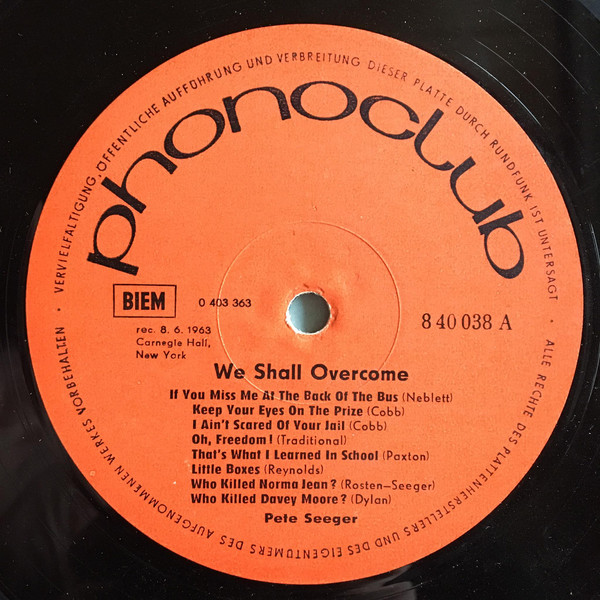 VERVIELFÄLTIGUNG, ÖFFENTLICHE AUFFÜHRUNG UND VERBREITUNG DIESER PLATTE DURCH RUNDFUNK IST UNTERSAGT •
ALLE RECHTE DES PLATTENHERSTELLERS UND DES EIGENTÜMERS DES AUFGENOMMENEN WERKES VORBEHALTEN •
phonoclub
BIEM
0 403 363
8 40 038 A
rec. 8. 6. 1963
Carnegie Hall,
New York
We Shall Overcome
If You Miss Me At The Back Of The Bus (Neblett)
Keep Your Eyes On The Prize (Cobb)
I Ain't Scared Of Your Jail (Cobb)
Oh, Freedom! (Traditional)
That's What I Learned In School (Paxton)
Little Boxes (Reynolds)
Who Killed Norma Jean? (Rosten-Seeger)
Who Killed Davey Moore? (Dylan)
Pete Seeger